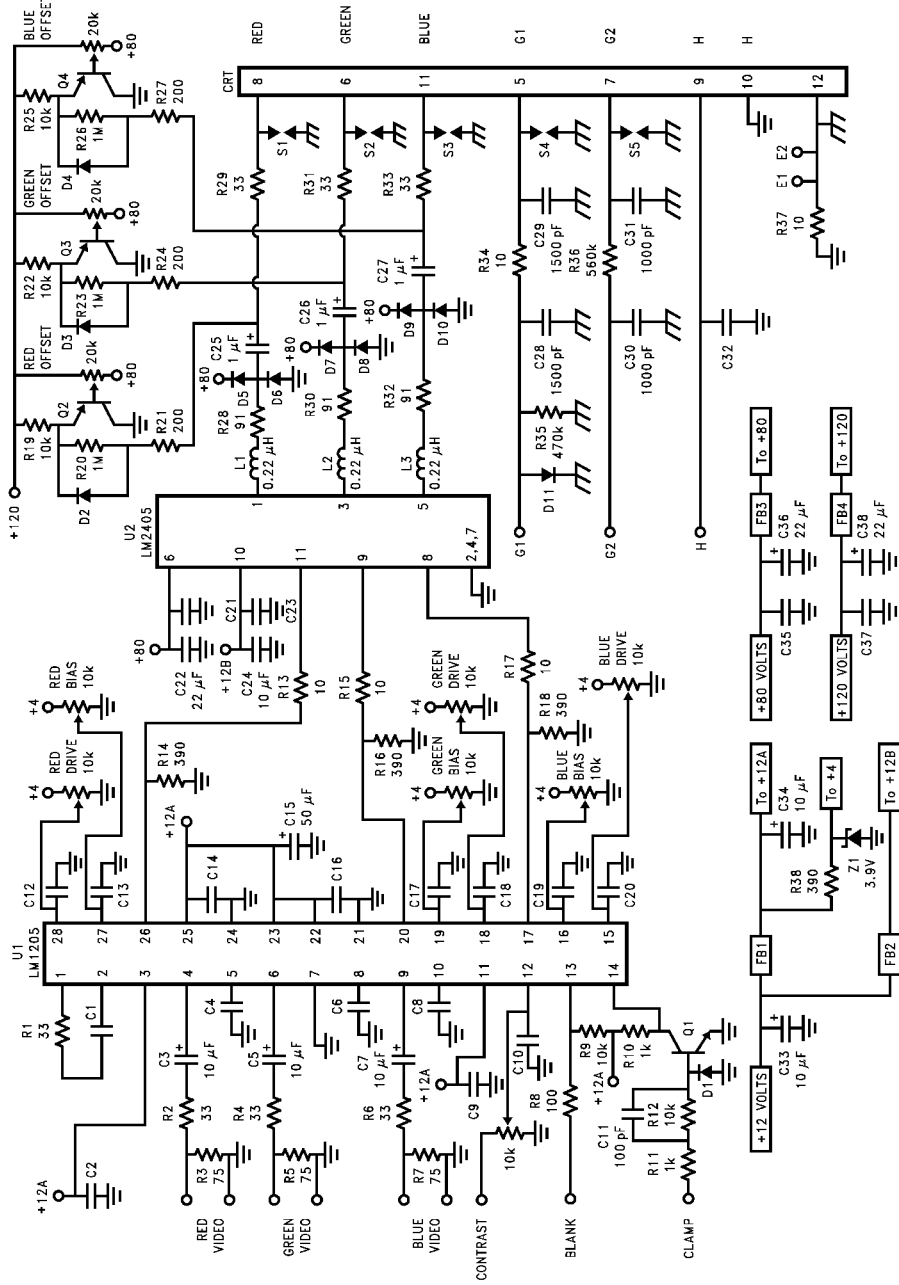 BLUE OFFSET
20k
+80
Q4
R25
10k
R26
1M
D4
R27
200
GREEN OFFSET
20k
+80
Q3
R22
10k
R23
1M
D3
R24
200
RED OFFSET
20k
+80
Q2
R19
10k
R20
1M
D2
R21
200
+120
CRT
8
RED
6
GREEN
11
BLUE
5
G1
7
G2
9
H
10
H
12
R29
33
S1
R31
33
S2
R33
33
S3
S4
S5
C25
1 µF
C26
1 µF
C27
1 µF
+80
D5
D6
+80
D7
D8
+80
D9
D10
R28
91
R30
91
R32
91
L1
0.22 µH
L2
0.22 µH
L3
0.22 µH
R34
10
C29
1500 pF
R36
560k
C31
1000 pF
C28
1500 pF
C30
1000 pF
R35
470k
D11
C32
G1
G2
H
E1
E2
R37
10
U2
LM2405
1
3
5
6
10
11
9
8
2,4,7
+80
C22
22 µF
C21
+12B
C24
10 µF
C23
R13
10
R15
10
R17
10
R14
390
R16
390
R18
390
+4
RED BIAS
10k
+4
RED DRIVE
10k
+4
GREEN DRIVE
10k
+4
GREEN BIAS
10k
+4
BLUE DRIVE
10k
+4
BLUE BIAS
10k
+12A
C15
50 µF
C12
C13
C14
C16
C17
C18
C19
C20
U1
LM1205
28
27
26
25
24
23
22
21
20
19
18
17
16
15
1
2
3
4
5
6
7
8
9
10
11
12
13
14
R1
33
C1
+12A
C2
C3
10 µF
R2
33
R3
75
RED VIDEO
C4
C5
10 µF
R4
33
R5
75
GREEN VIDEO
C6
C7
10 µF
R6
33
R7
75
BLUE VIDEO
C8
+12A
C9
C10
10k
CONTRAST
R8
100
BLANK
R9
10k
+12A
R10
1k
Q1
D1
C11
100 pF
R12
10k
R11
1k
CLAMP
+12 VOLTS
C33
10 µF
FB1
FB2
To +12A
C34
10 µF
R38
390
To +4
Z1
3.9V
To +12B
+80 VOLTS
C35
C36
22 µF
FB3
To +80
+120 VOLTS
C37
C38
22 µF
FB4
To +120